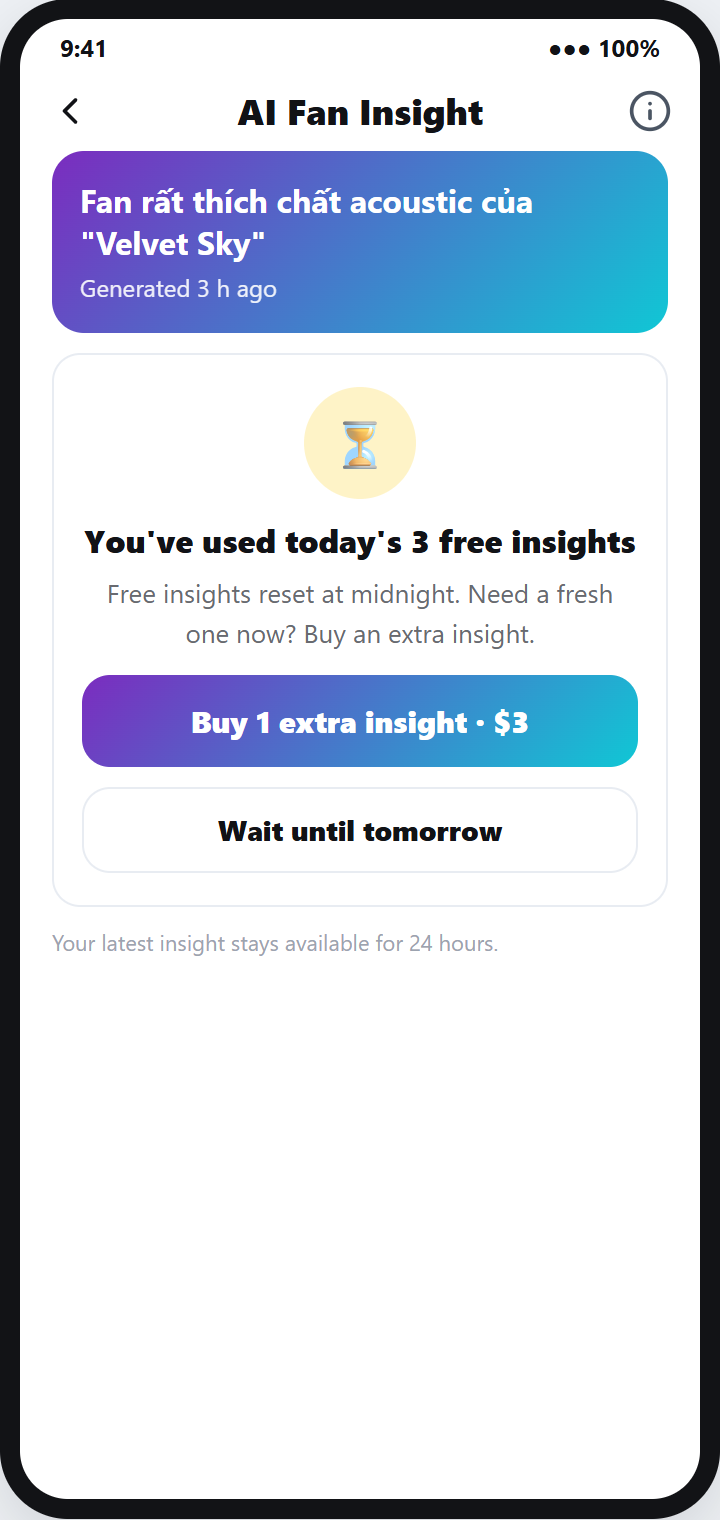 9:41
●●● 100%
AI Fan Insight
Fan rất thích chất acoustic của
"Velvet Sky"
Generated 3 h ago
You've used today's 3 free insights
Free insights reset at midnight. Need a fresh
one now? Buy an extra insight.
Buy 1 extra insight · $3
Wait until tomorrow
Your latest insight stays available for 24 hours.